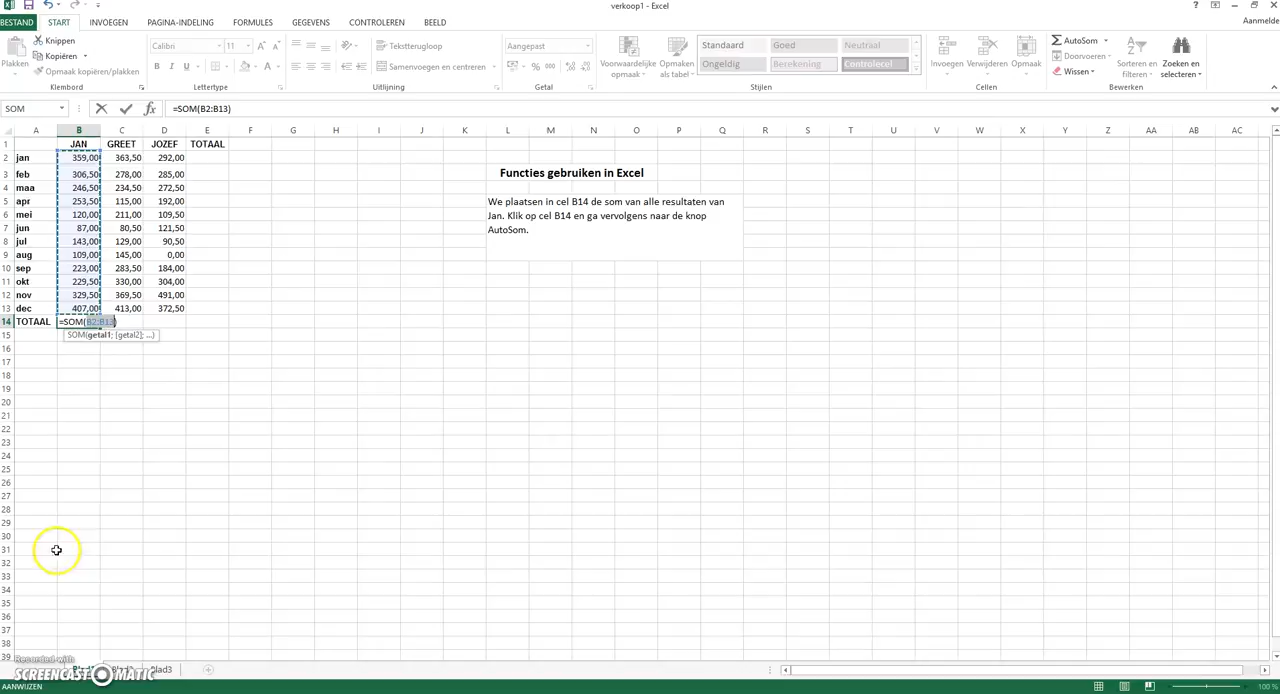 verkoop1 - Excel
Aanmelde
BESTAND START INVOEGEN PAGINA-INDELING FORMULES GEGEVENS CONTROLEREN BEELD
Plakken
Knippen
Kopiëren
Opmaak kopiëren/plakken
Klembord
Calibri 11
B I U A
Lettertype
Tekstterugloop
Samenvoegen en centreren
Uitlijning
Aangepast
% 000
Getal
Voorwaardelijke opmaak
Opmaken als tabel
Standaard Goed Neutraal
Ongeldig Berekening Controlecel
Stijlen
Invoegen Verwijderen Opmaak
Cellen
AutoSom
Doorvoeren
Wissen
Sorteren en filteren
Zoeken en selecteren
Bewerken
SOM fx =SOM(B2:B13)
A B C D E F G H I J K L M N O P Q R S T U V W X Y Z AA AB AC
1 JAN GREET JOZEF TOTAAL
2 jan 359,00 363,50 292,00
3 feb 306,50 278,00 285,00
4 maa 246,50 234,50 272,50
5 apr 253,50 115,00 192,00
6 mei 120,00 211,00 109,50
7 jun 87,00 80,50 121,50
8 jul 143,00 129,00 90,50
9 aug 109,00 145,00 0,00
10 sep 223,00 283,50 184,00
11 okt 229,50 330,00 304,00
12 nov 329,50 369,50 491,00
13 dec 407,00 413,00 372,50
14 TOTAAL =SOM(B2:B13)
SOM(getal1; [getal2]; ...)
15
16
17
18
19
20
21
22
23
24
25
26
27
28
29
30
31
32
33
34
35
36
37
38
39
Functies gebruiken in Excel
We plaatsen in cel B14 de som van alle resultaten van
Jan. Klik op cel B14 en ga vervolgens naar de knop
AutoSom.
Recorded with
SCREENCAST-O-MATIC
Blad3
AANWIJZEN
100 %